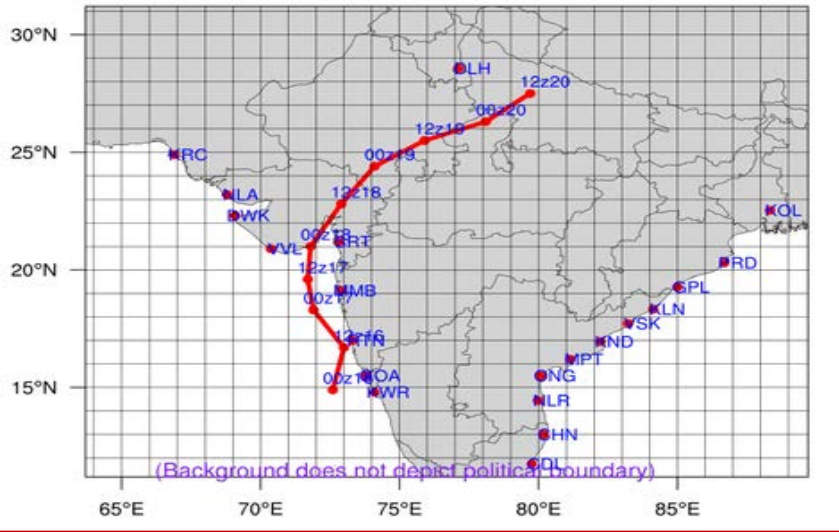 30°N
DLH
12z20
00z20
12z19
25°N
KRC
00z19
12z18
NLA
DWK
KOL
00z18
SRT
VVL
12z17
PRD
20°N
MMB
GPL
00z17
KLN
VSK
12z16
RTN
KND
MPT
15°N
GOA
00z16
KWR
ONG
NLR
CHN
CDL
(Background does not depict political boundary)
65°E 70°E 75°E 80°E 85°E